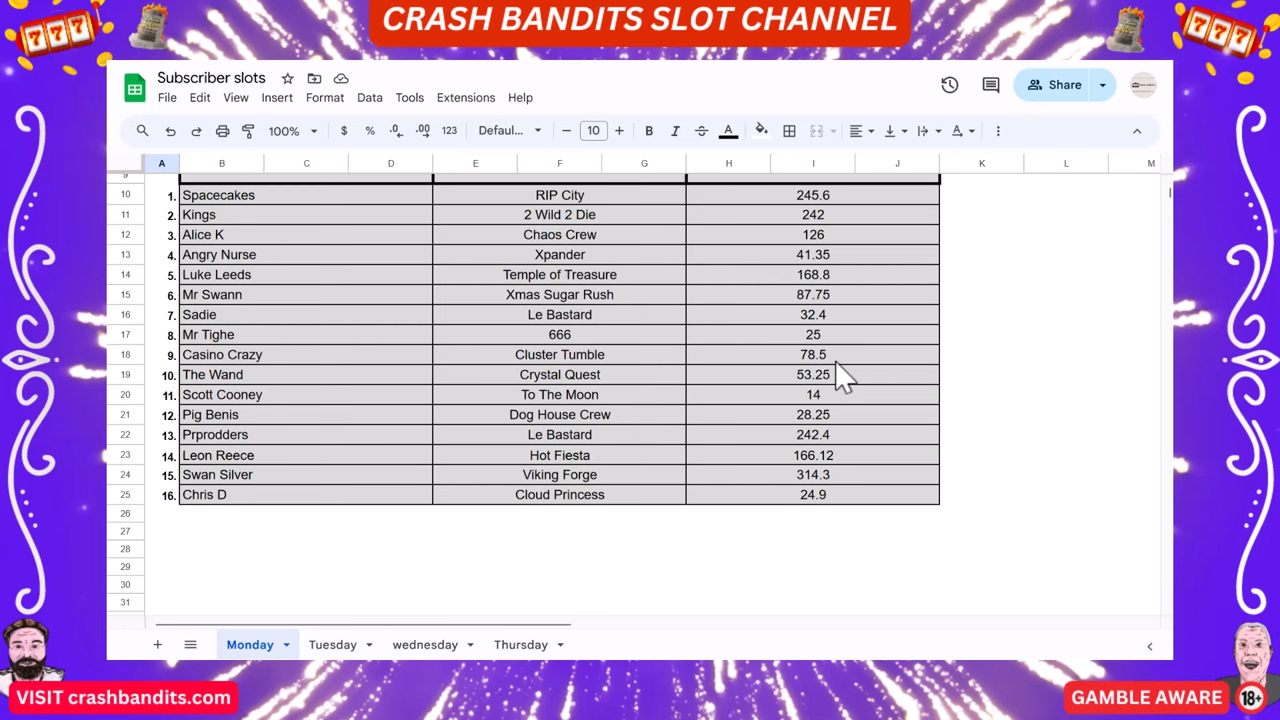 CRASH BANDITS SLOT CHANNEL
777
777
Subscriber slots
File Edit View Insert Format Data Tools Extensions Help
Share
100% $ % .0 .00 123 Defaul... 10 B I S A
A B C D E F G H I J K L M
9
10 1. Spacecakes RIP City 245.6
11 2. Kings 2 Wild 2 Die 242
12 3. Alice K Chaos Crew 126
13 4. Angry Nurse Xpander 41.35
14 5. Luke Leeds Temple of Treasure 168.8
15 6. Mr Swann Xmas Sugar Rush 87.75
16 7. Sadie Le Bastard 32.4
17 8. Mr Tighe 666 25
18 9. Casino Crazy Cluster Tumble 78.5
19 10. The Wand Crystal Quest 53.25
20 11. Scott Cooney To The Moon 14
21 12. Pig Benis Dog House Crew 28.25
22 13. Prprodders Le Bastard 242.4
23 14. Leon Reece Hot Fiesta 166.12
24 15. Swan Silver Viking Forge 314.3
25 16. Chris D Cloud Princess 24.9
26
27
28
29
30
31
Monday Tuesday wednesday Thursday
VISIT crashbandits.com
GAMBLE AWARE 18+